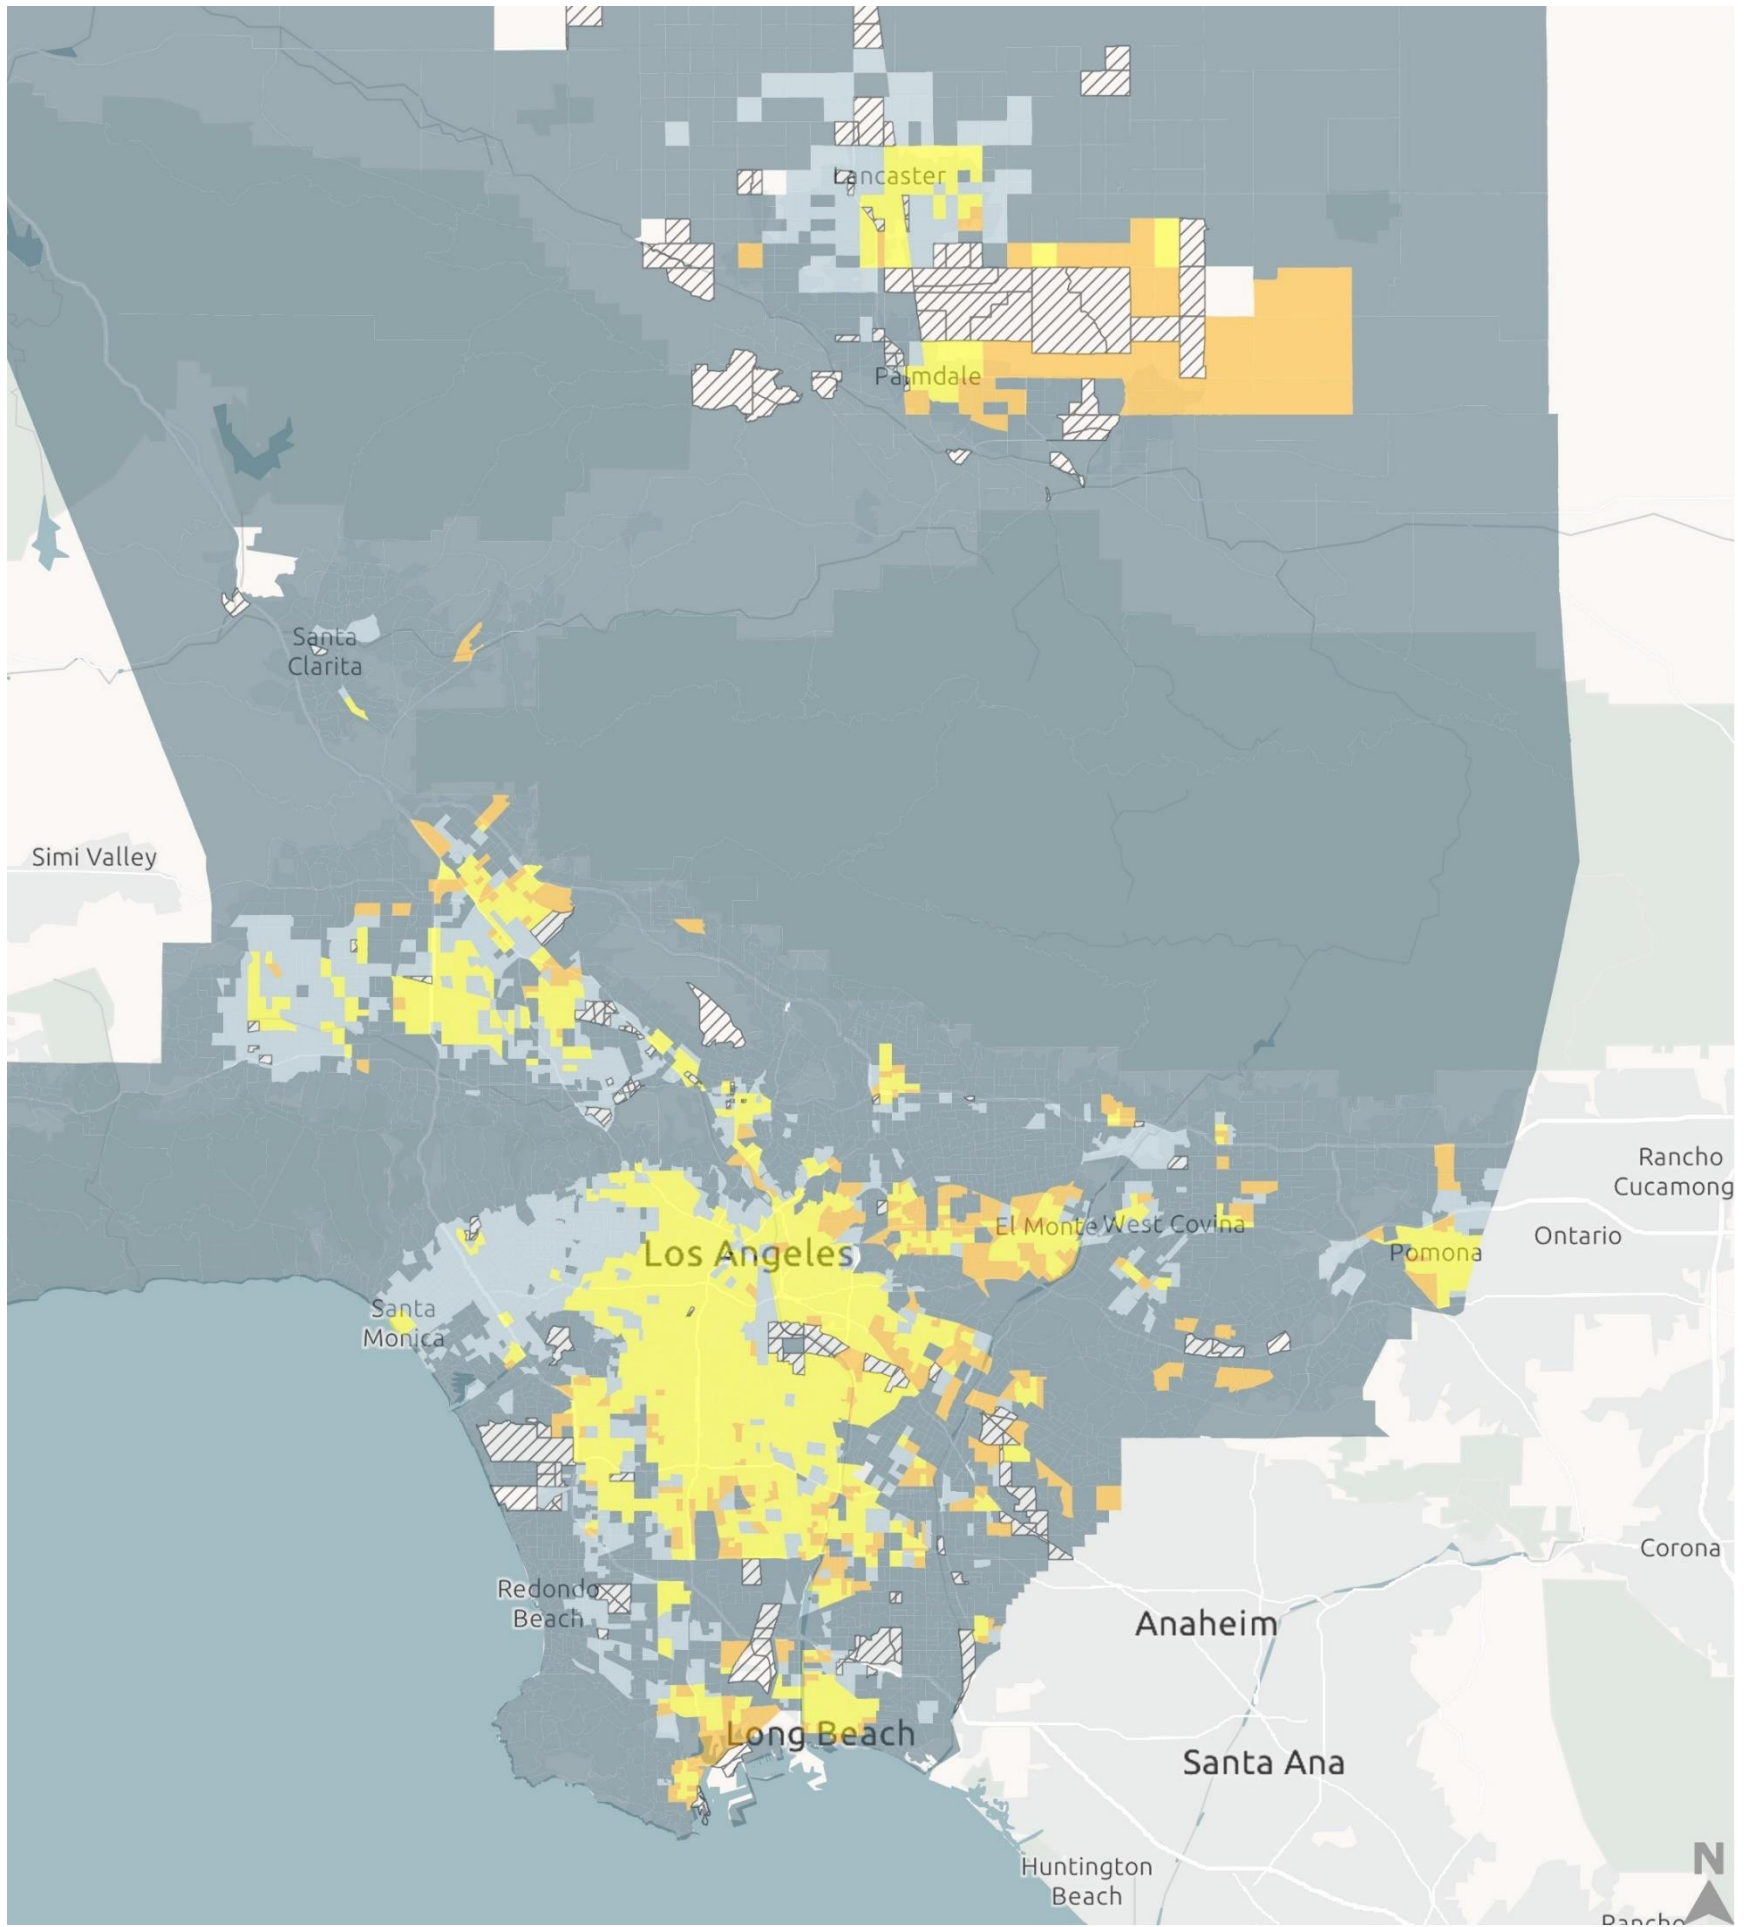 Lancaster
Palmdale
Santa
Clarita
Simi Valley
Rancho
Cucamong
El Monte
West Covina
Ontario
Los Angeles
Pomona
Santa
Monica
Corona
Redondo
Beach
Anaheim
Long Beach
Santa Ana
Huntington
Beach
N
Rancho